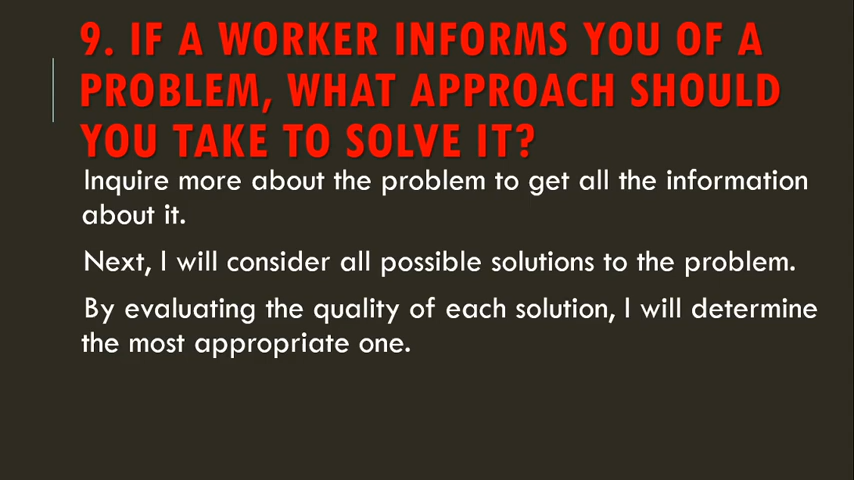 9. IF A WORKER INFORMS YOU OF A
PROBLEM, WHAT APPROACH SHOULD
YOU TAKE TO SOLVE IT?
Inquire more about the problem to get all the information
about it.
Next, I will consider all possible solutions to the problem.
By evaluating the quality of each solution, I will determine
the most appropriate one.